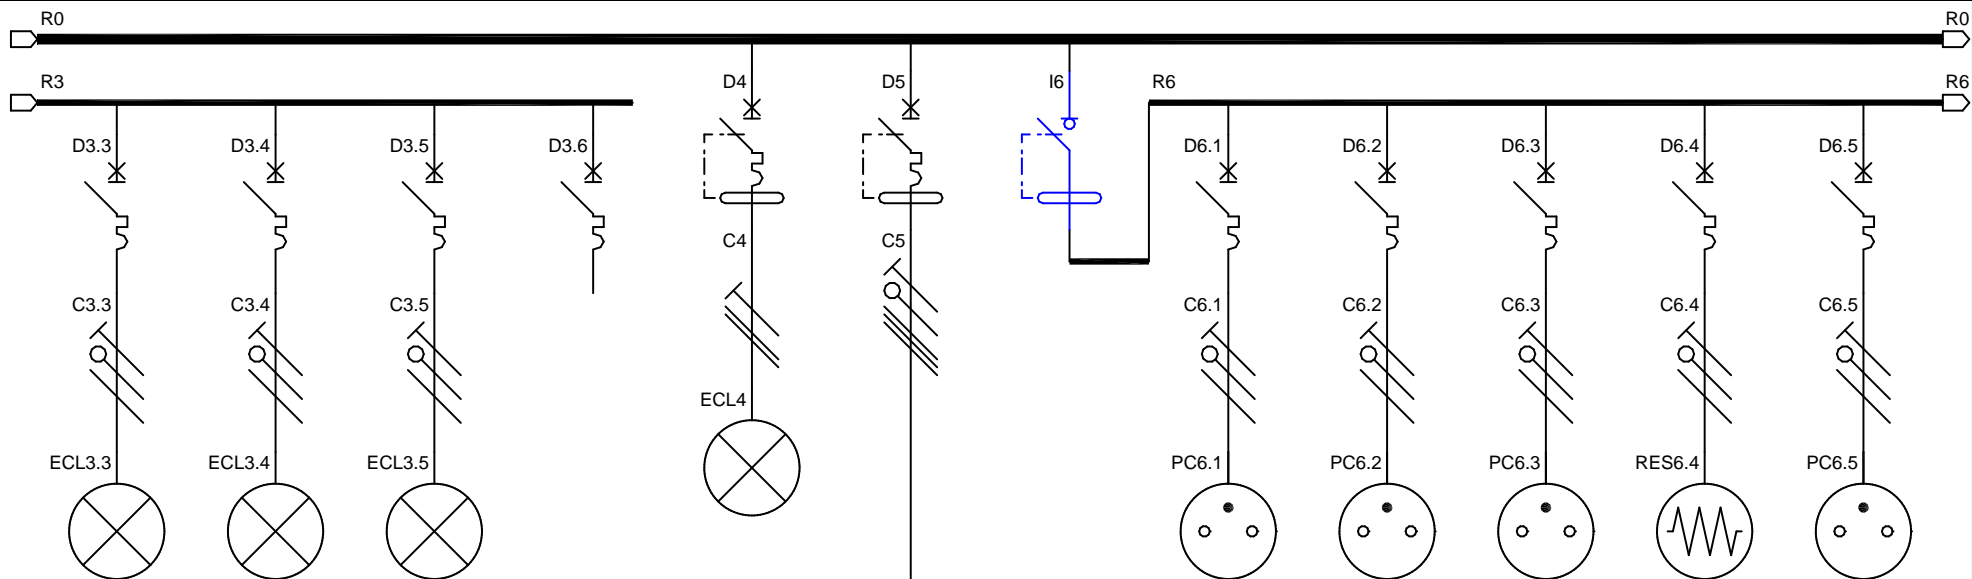 R0 R0
R3 D4 D5 I6 R6 R6
D3.3 D3.4 D3.5 D3.6 D6.1 D6.2 D6.3 D6.4 D6.5
C4 C5
C3.3 C3.4 C3.5 C6.1 C6.2 C6.3 C6.4 C6.5
ECL4
ECL3.3 ECL3.4 ECL3.5 PC6.1 PC6.2 PC6.3 RES6.4 PC6.5